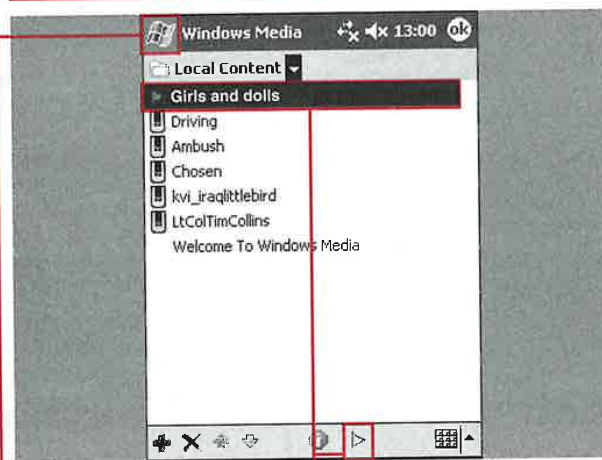 Windows Media 13:00 ok
Local Content
Girls and dolls
Driving
Ambush
Chosen
kvi_iraqlittlebird
LtColTimCollins
Welcome To Windows Media